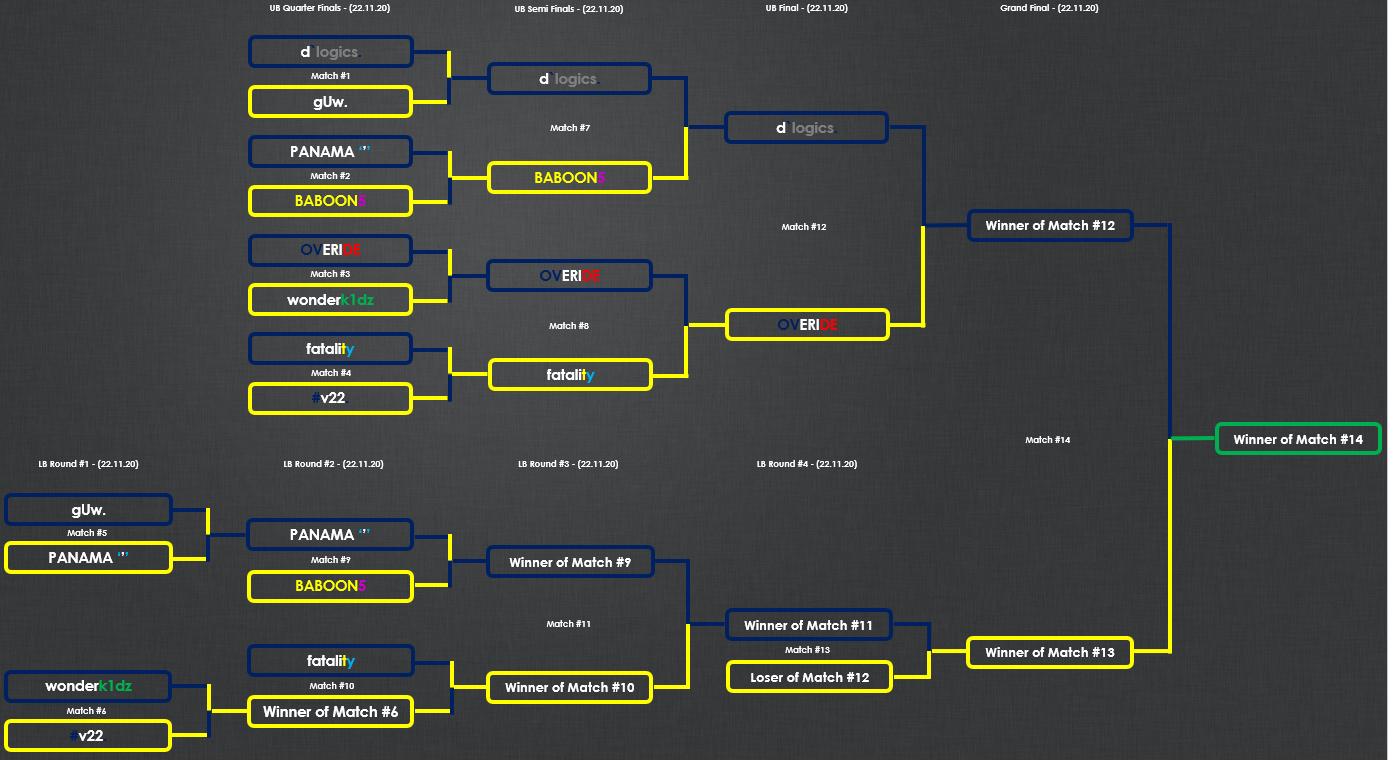 UB Quarter Finals - (22.11.20)
UB Semi Finals - (22.11.20)
UB Final - (22.11.20)
Grand Final - (22.11.20)
d logics
Match #1
gUw.
PANAMA
Match #2
BABOON5
OVERIDE
Match #3
wonderk1dz
fatality
Match #4
#v22
d logics
Match #7
BABOON5
OVERIDE
Match #8
fatality
d logics
Match #12
OVERIDE
Winner of Match #12
Match #14
Winner of Match #14
LB Round #1 - (22.11.20)
LB Round #2 - (22.11.20)
LB Round #3 - (22.11.20)
LB Round #4 - (22.11.20)
gUw.
Match #5
PANAMA
wonderk1dz
Match #6
#v22
PANAMA
Match #9
BABOON5
fatality
Match #10
Winner of Match #6
Winner of Match #9
Match #11
Winner of Match #10
Winner of Match #11
Match #13
Loser of Match #12
Winner of Match #13